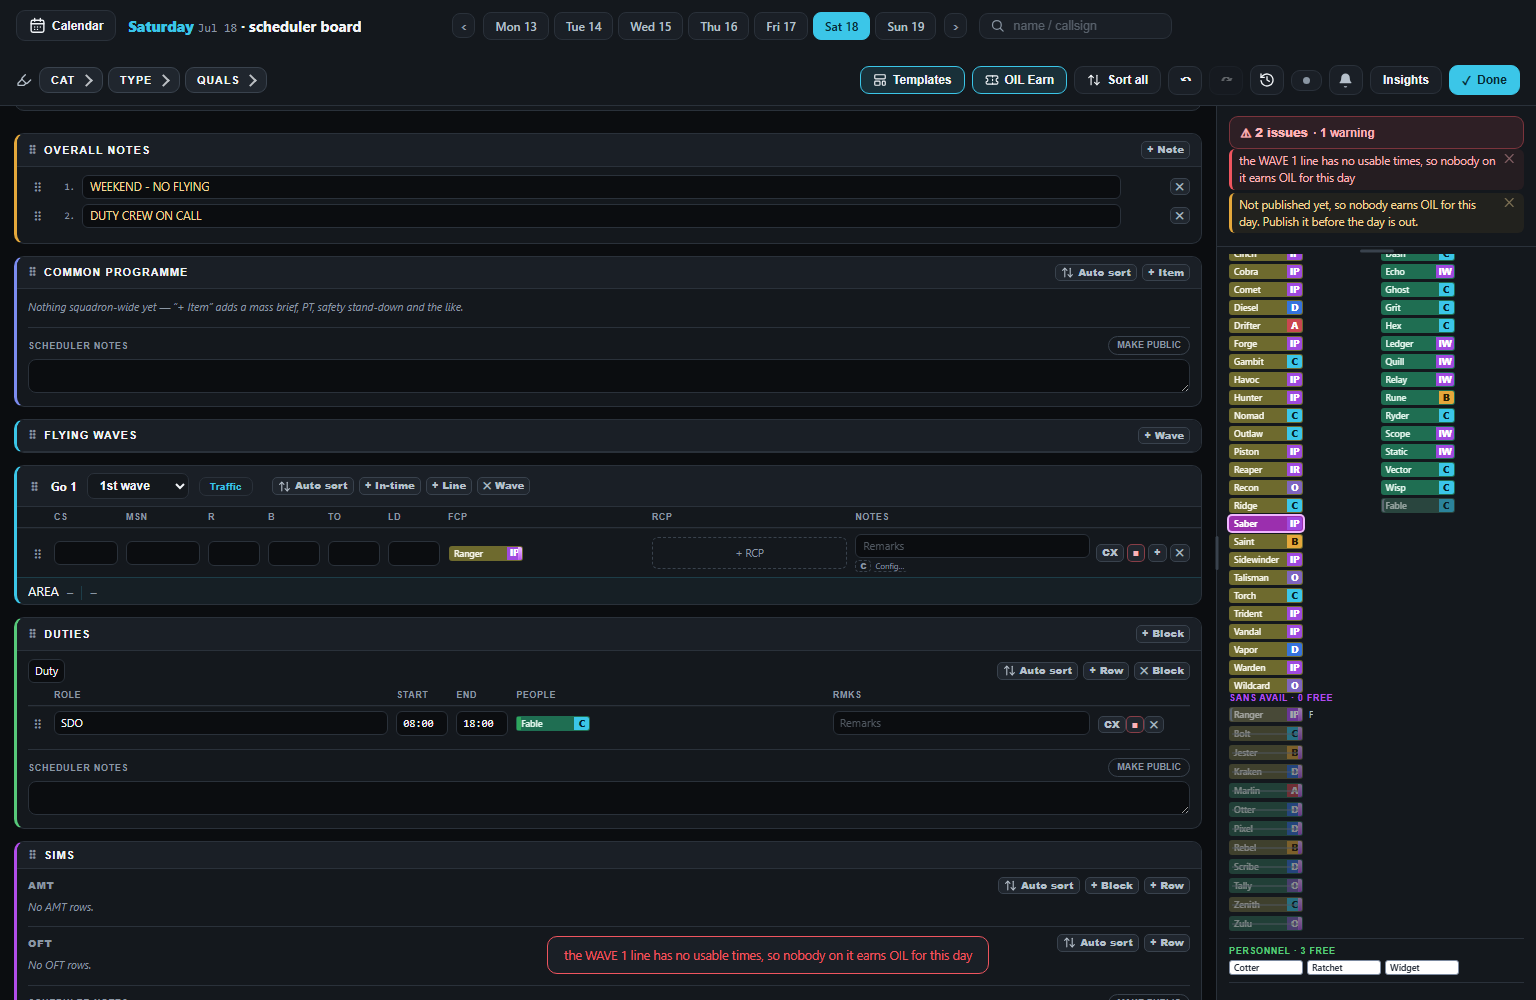 Calendar
Saturday Jul 18 · scheduler board
‹ Mon 13 Tue 14 Wed 15 Thu 16 Fri 17 Sat 18 Sun 19 ›
name / callsign
CAT TYPE QUALS
Templates OIL Earn Sort all Insights ✓ Done
⚠ 2 issues · 1 warning
the WAVE 1 line has no usable times, so nobody on it earns OIL for this day
Not published yet, so nobody earns OIL for this day. Publish it before the day is out.
OVERALL NOTES + Note
1. WEEKEND - NO FLYING
2. DUTY CREW ON CALL
COMMON PROGRAMME Auto sort + Item
Nothing squadron-wide yet — "+ Item" adds a mass brief, PT, safety stand-down and the like.
SCHEDULER NOTES MAKE PUBLIC
FLYING WAVES + Wave
Go 1 1st wave Traffic Auto sort + In-time + Line ✕ Wave
CS MSN R B TO LD FCP RCP NOTES
Ranger IP + RCP Remarks CX + ✕
C Config...
AREA – –
DUTIES + Block
Duty Auto sort + Row ✕ Block
ROLE START END PEOPLE RMKS
SDO 08:00 18:00 Fable C Remarks CX ✕
SCHEDULER NOTES MAKE PUBLIC
SIMS
AMT Auto sort + Block + Row
No AMT rows.
OFT Auto sort + Row
No OFT rows.
the WAVE 1 line has no usable times, so nobody on it earns OIL for this day
Cinch IP
Cobra IP
Comet IP
Diesel D
Drifter A
Forge IP
Gambit C
Havoc IP
Hunter IP
Nomad C
Outlaw C
Piston IP
Reaper IR
Recon O
Ridge C
Saber IP
Saint B
Sidewinder IP
Talisman O
Torch C
Trident IP
Vandal IP
Vapor D
Warden IP
Wildcard O
Dash C
Echo IW
Ghost C
Grit C
Hex C
Ledger IW
Quill IW
Relay IW
Rune B
Ryder C
Scope IW
Static IW
Vector C
Wisp C
Fable C
SANS AVAIL · 0 FREE
Ranger IP F
Bolt C
Jester B
Kraken D
Marlin A
Otter D
Pixel D
Rebel B
Scribe D
Tally O
Zenith C
Zulu O
PERSONNEL · 3 FREE
Cotter Ratchet Widget